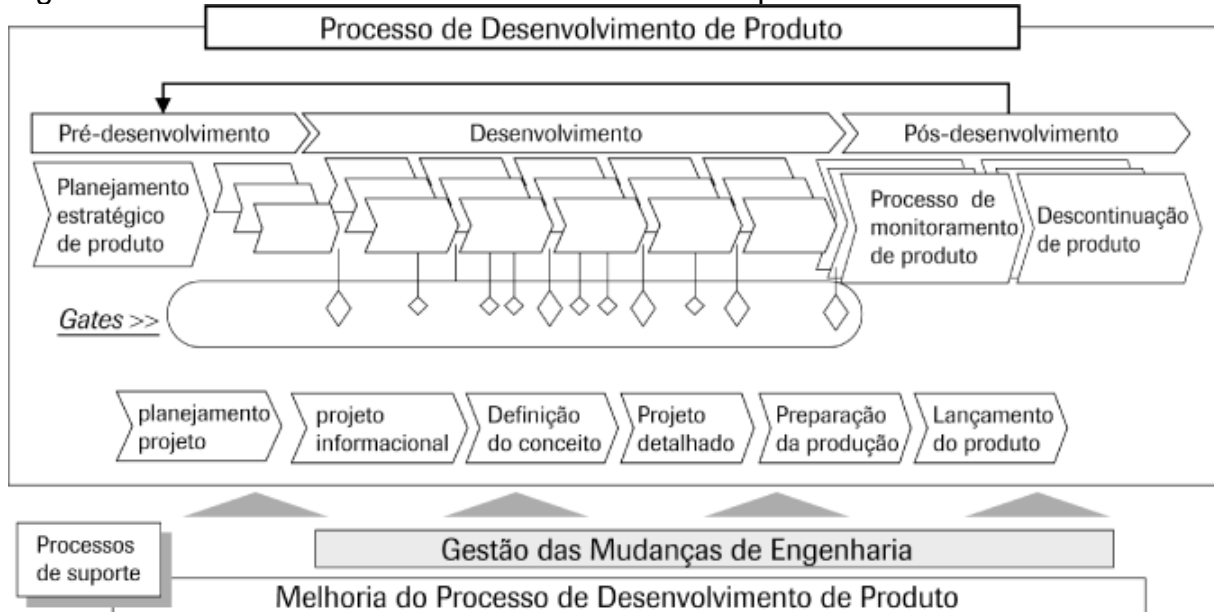 Processo de Desenvolvimento de Produto
Pré-desenvolvimento
Desenvolvimento
Pós-desenvolvimento
Planejamento
estratégico
de produto
Processo de
monitoramento
de produto
Descontinuação
de produto
Gates >>
planejamento
projeto
projeto
informacional
Definição
do conceito
Projeto
detalhado
Preparação
da produção
Lançamento
do produto
Processos
de suporte
Gestão das Mudanças de Engenharia
Melhoria do Processo de Desenvolvimento de Produto